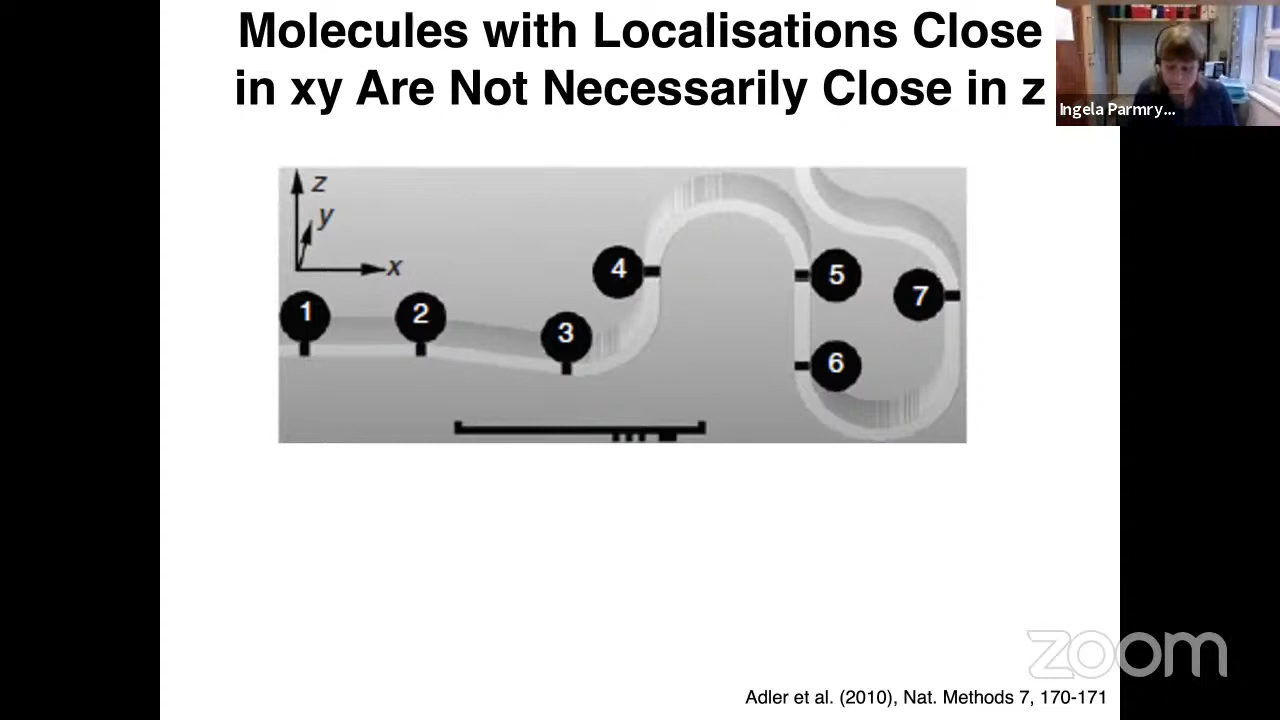 Molecules with Localisations Close
in xy Are Not Necessarily Close in z
Ingela Parmry...
z
y
x
1
2
3
4
5
6
7
zoom
Adler et al. (2010), Nat. Methods 7, 170-171